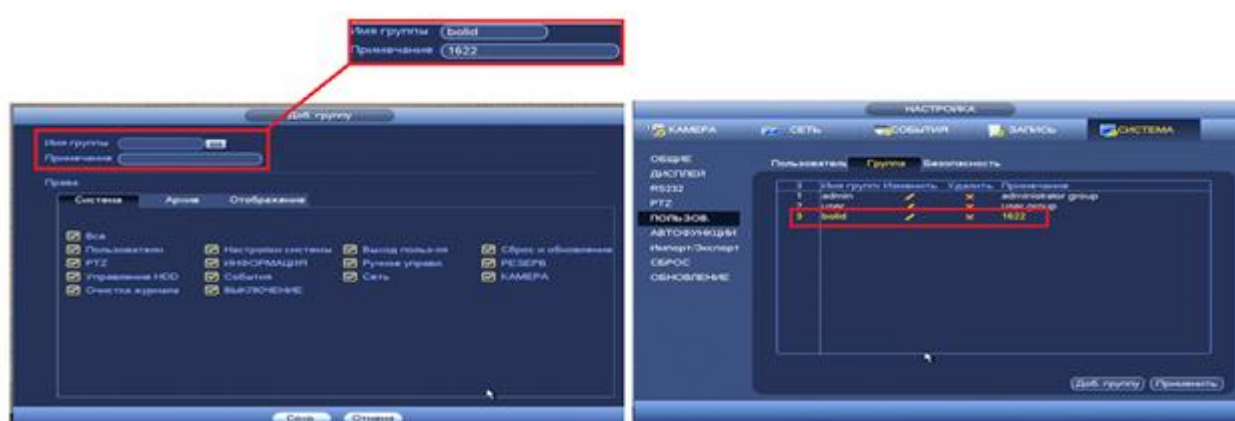 Имя группы bolid
Примечание 1622
Доб. группу
Имя группы
Примечание
Права
Система Архив Отображение
Все
Пользователи Настройки системы Выход польз-ля Сброс и обновление
PTZ ИНФОРМАЦИЯ Ручное управл. РЕЗЕРВ
Управление HDD События Сеть КАМЕРА
Очистка журнала ВЫКЛЮЧЕНИЕ
Сохр. Отмена
НАСТРОЙКА
КАМЕРА СЕТЬ СОБЫТИЯ ЗАПИСЬ СИСТЕМА
ОБЩИЕ
ДИСПЛЕЙ
RS232
PTZ
ПОЛЬЗОВ.
АВТОФУНКЦИИ
Импорт/Экспорт
СБРОС
ОБНОВЛЕНИЕ
Пользователь Группа Безопасность
3 Имя групп Изменить Удалить Примечание
1 admin administrator group
2 user user group
3 bolid 1622
Доб. группу Применить